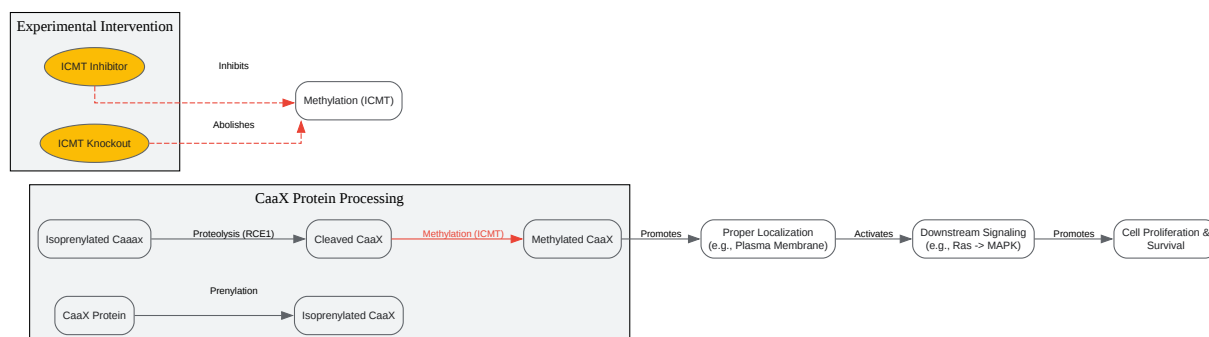 Experimental Intervention
ICMT Inhibitor
Inhibits
Methylation (ICMT)
Abolishes
ICMT Knockout
CaaX Protein Processing
Isoprenylated Caaax
Proteolysis (RCE1)
Cleaved CaaX
Methylation (ICMT)
Methylated CaaX
Promotes
Proper Localization
(e.g., Plasma Membrane)
Activates
Downstream Signaling
(e.g., Ras -> MAPK)
Promotes
Cell Proliferation &
Survival
Prenylation
CaaX Protein
Isoprenylated CaaX